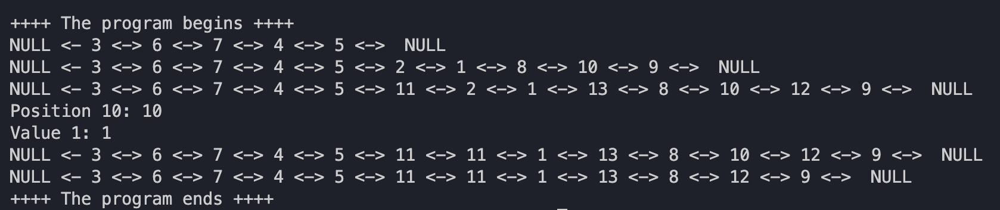 ++++ The program begins ++++
NULL <- 3 <-> 6 <-> 7 <-> 4 <-> 5 <->  NULL
NULL <- 3 <-> 6 <-> 7 <-> 4 <-> 5 <-> 2 <-> 1 <-> 8 <-> 10 <-> 9 <->  NULL
NULL <- 3 <-> 6 <-> 7 <-> 4 <-> 5 <-> 11 <-> 2 <-> 1 <-> 13 <-> 8 <-> 10 <-> 12 <-> 9 <->  NULL
Position 10: 10
Value 1: 1
NULL <- 3 <-> 6 <-> 7 <-> 4 <-> 5 <-> 11 <-> 11 <-> 1 <-> 13 <-> 8 <-> 10 <-> 12 <-> 9 <->  NULL
NULL <- 3 <-> 6 <-> 7 <-> 4 <-> 5 <-> 11 <-> 11 <-> 1 <-> 13 <-> 8 <-> 12 <-> 9 <->  NULL
++++ The program ends ++++